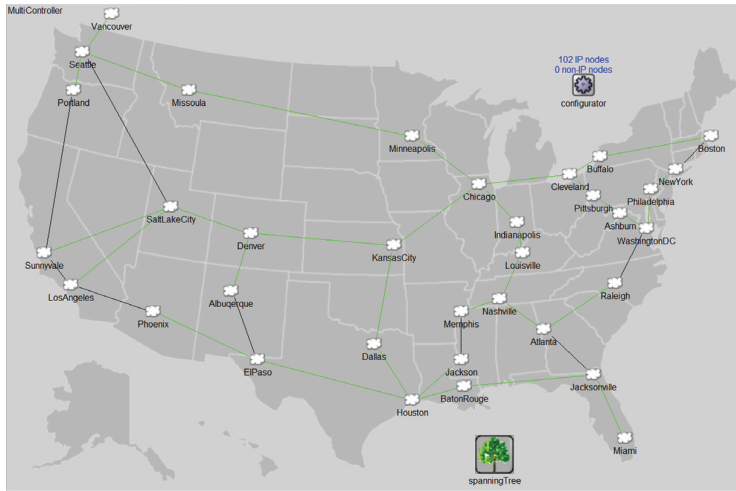 MultiController
Vancouver
102 IP nodes
0 non-IP nodes
configurator
Seattle
Portland
Missoula
Minneapolis
Boston
Buffalo
Cleveland
NewYork
Chicago
Pittsburgh
Philadelphia
SaltLakeCity
Indianapolis
Ashburn
WashingtonDC
Denver
KansasCity
Sunnyvale
Louisville
LosAngeles
Albuqerque
Raleigh
Phoenix
Memphis
Nashville
Atlanta
Dallas
ElPaso
Jackson
Jacksonville
BatonRouge
Houston
Miami
spanningTree